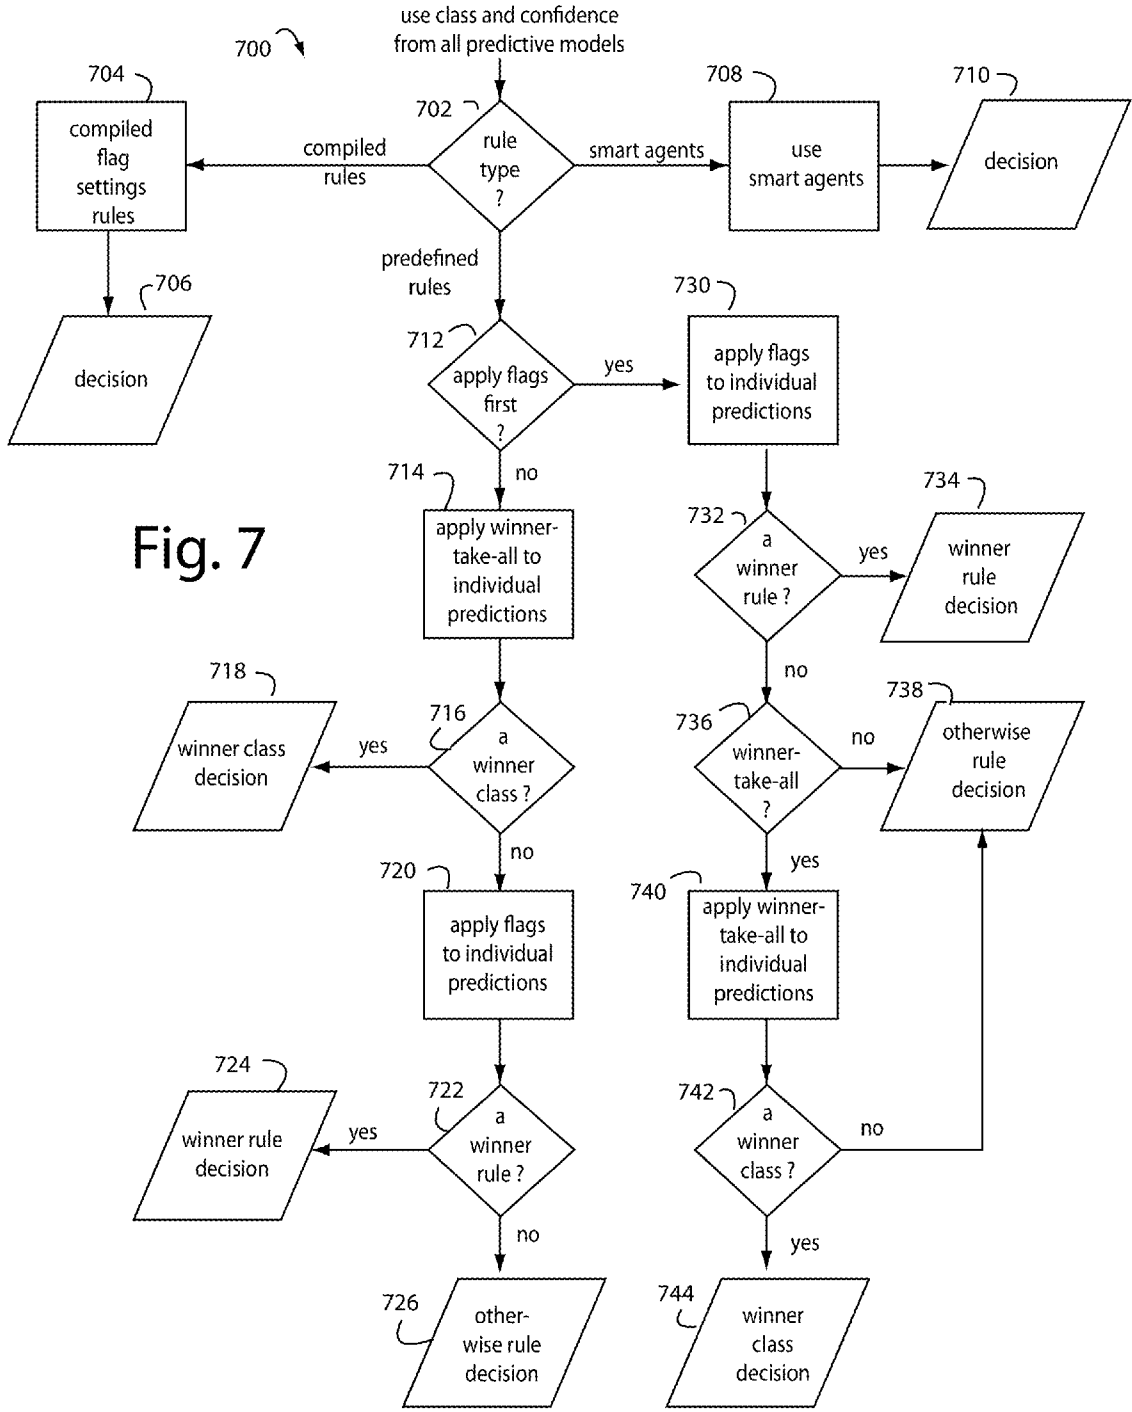 use class and confidence
from all predictive models
700
704
compiled
flag
settings
rules
compiled
rules
702
rule
type
?
smart agents
708
use
smart agents
710
decision
706
decision
predefined
rules
712
apply flags
first
?
yes
730
apply flags
to individual
predictions
no
714
apply winner-
take-all to
individual
predictions
732
a
winner
rule ?
yes
734
winner
rule
decision
Fig. 7
no
718
winner class
decision
yes
716
a
winner
class ?
736
winner-
take-all
?
no
738
otherwise
rule
decision
no
yes
720
apply flags
to individual
predictions
740
apply winner-
take-all to
individual
predictions
724
winner rule
decision
yes
722
a
winner
rule ?
742
a
winner
class ?
no
no
yes
726
other-
wise rule
decision
744
winner
class
decision